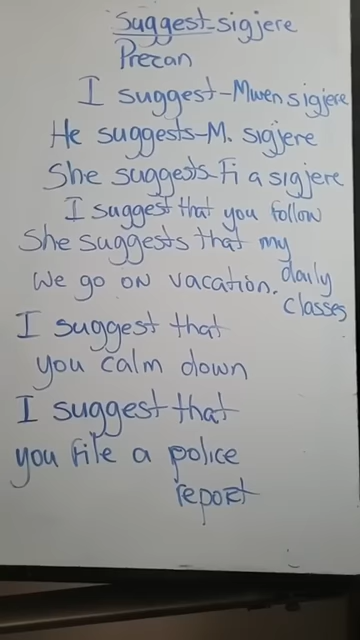 Suggest-sigjere
Prezan
I suggest-Mwen sigjere
He suggests-M. sigjere
She suggests-Fi a sigjere
I suggest that you follow
my daily classes
She suggests that
we go on vacation.
I suggest that
you calm down
I suggest that
you file a police
report